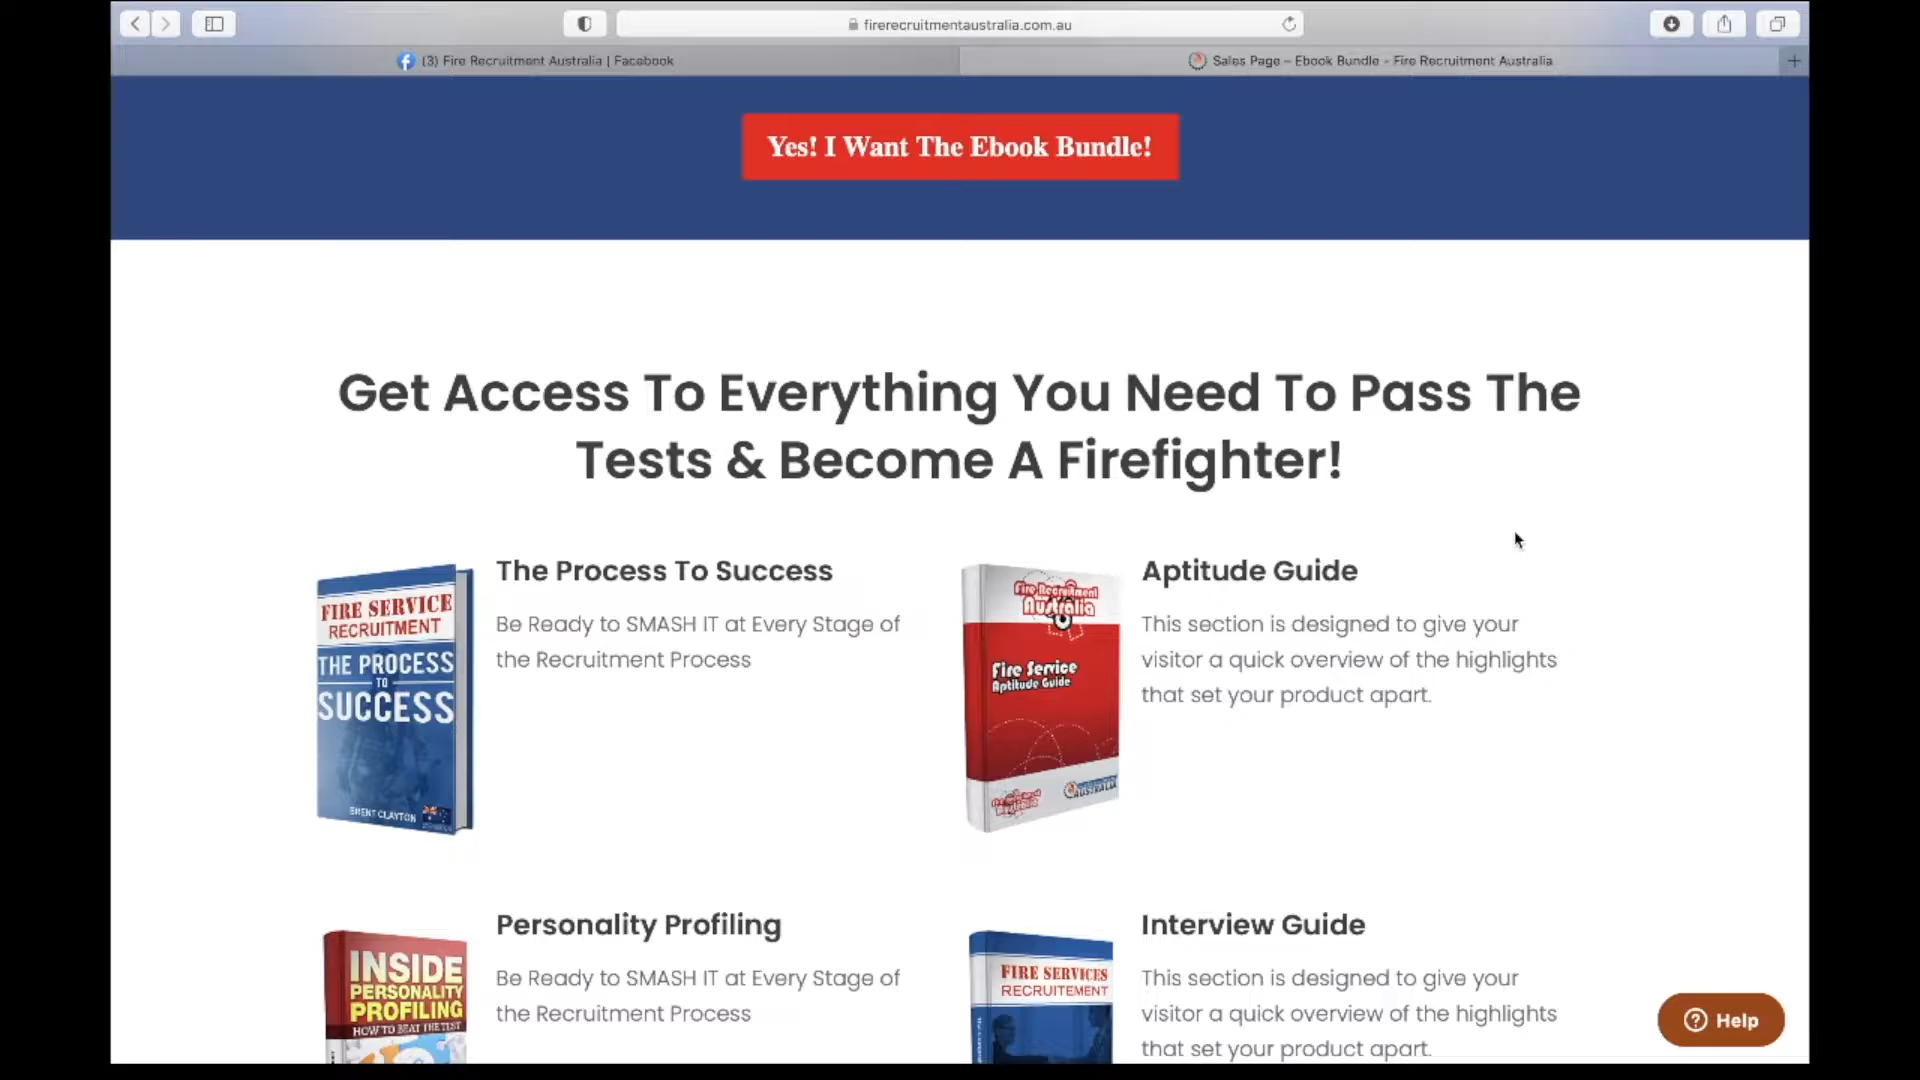 firerecruitmentaustralia.com.au
(3) Fire Recruitment Australia | Facebook
Sales Page – Ebook Bundle - Fire Recruitment Australia
Yes! I Want The Ebook Bundle!
Get Access To Everything You Need To Pass The
Tests & Become A Firefighter!
The Process To Success
Be Ready to SMASH IT at Every Stage of
the Recruitment Process
FIRE SERVICE
RECRUITMENT
THE PROCESS
TO
SUCCESS
BRENT CLAYTON
Aptitude Guide
This section is designed to give your
visitor a quick overview of the highlights
that set your product apart.
Fire Recruitment
Australia
Fire Service
Aptitude Guide
AUSTRALIA
Personality Profiling
Be Ready to SMASH IT at Every Stage of
the Recruitment Process
INSIDE
PERSONALITY
PROFILING
HOW TO BEAT THE TEST
Interview Guide
This section is designed to give your
visitor a quick overview of the highlights
that set your product apart.
FIRE SERVICES
RECRUITEMENT
Help